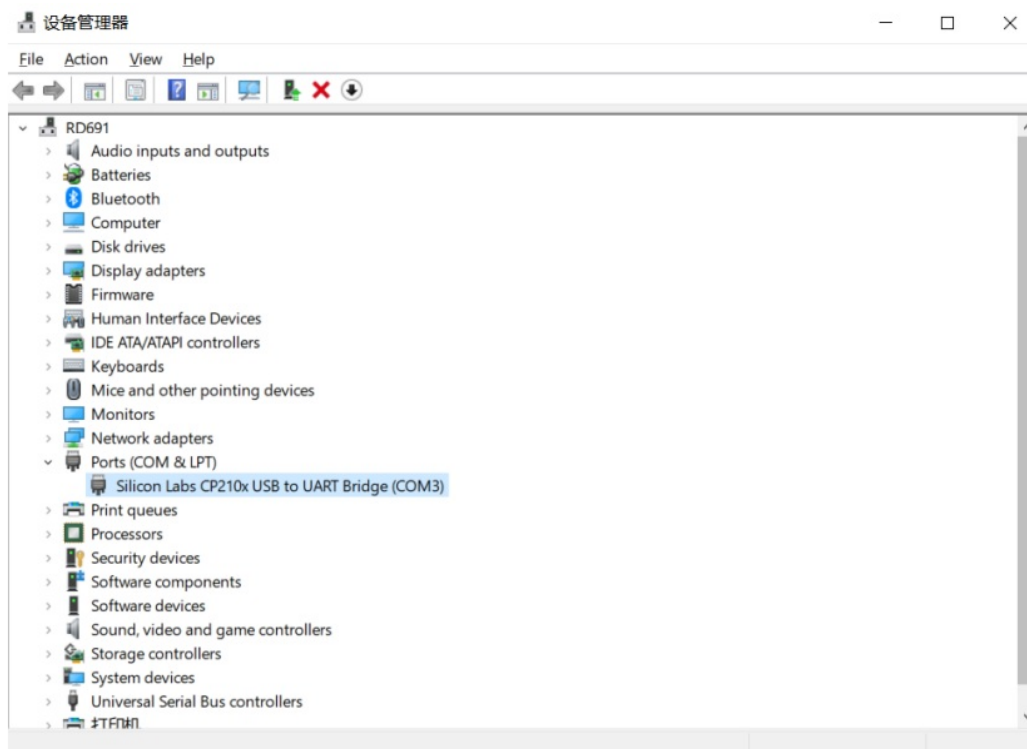 设备管理器
File Action View Help
RD691
Audio inputs and outputs
Batteries
Bluetooth
Computer
Disk drives
Display adapters
Firmware
Human Interface Devices
IDE ATA/ATAPI controllers
Keyboards
Mice and other pointing devices
Monitors
Network adapters
Ports (COM & LPT)
Silicon Labs CP210x USB to UART Bridge (COM3)
Print queues
Processors
Security devices
Software components
Software devices
Sound, video and game controllers
Storage controllers
System devices
Universal Serial Bus controllers
打印机